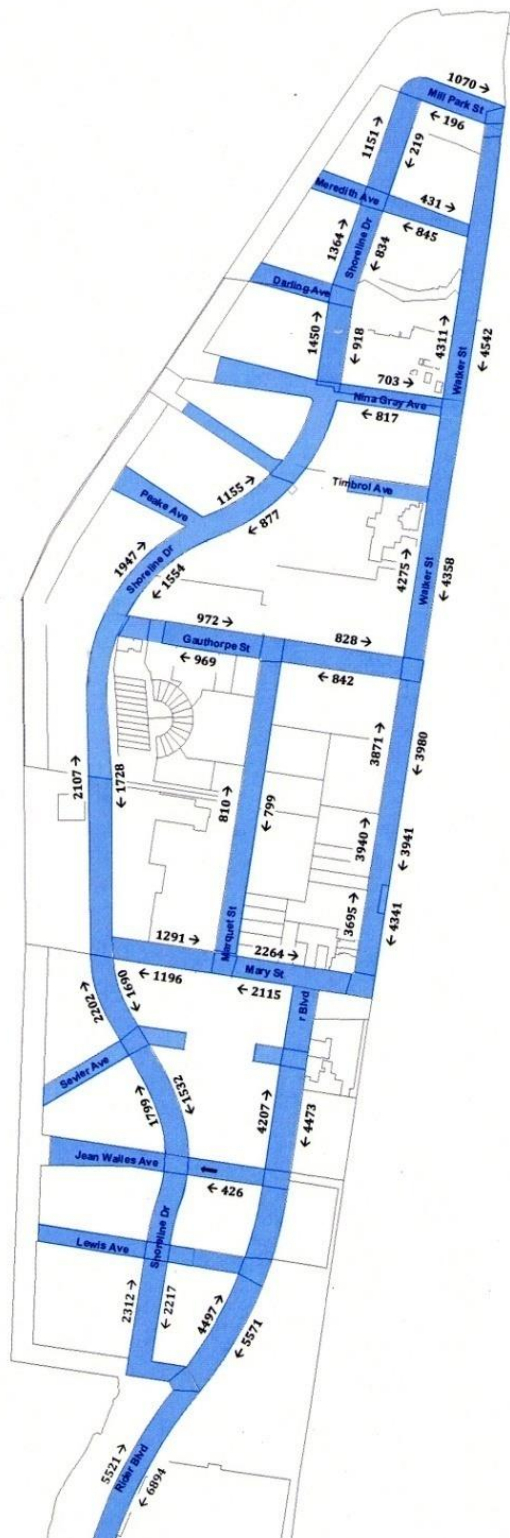 1070 →
Mill Park St
← 196
1151 →
← 219
Meredith Ave
431 →
← 845
1364 →
Shoreline Dr
← 834
Darling Ave
4311 →
← 4542
Walker St
1450 →
← 918
703 →
Nina Gray Ave
← 817
1155 →
← 877
Timbrol Ave
Peake Ave
4275 →
Walker St
← 4358
1947 →
Shoreline Dr
← 1554
972 →
Gauthorpe St
← 969
828 →
← 842
3871 →
← 3980
2107 →
← 1728
810 →
← 799
3940 →
← 3941
3695 →
← 4341
Marquet St
1291 →
← 1196
2264 →
Mary St
← 2115
2202 →
← 1690
r Blvd
Sevier Ave
1799 →
← 1532
4207 →
← 4473
Jean Wailes Ave
←
← 426
Lewis Ave
Shoreline Dr
2312 →
← 2217
4497 →
← 5571
5521 →
Rider Blvd
← 6894